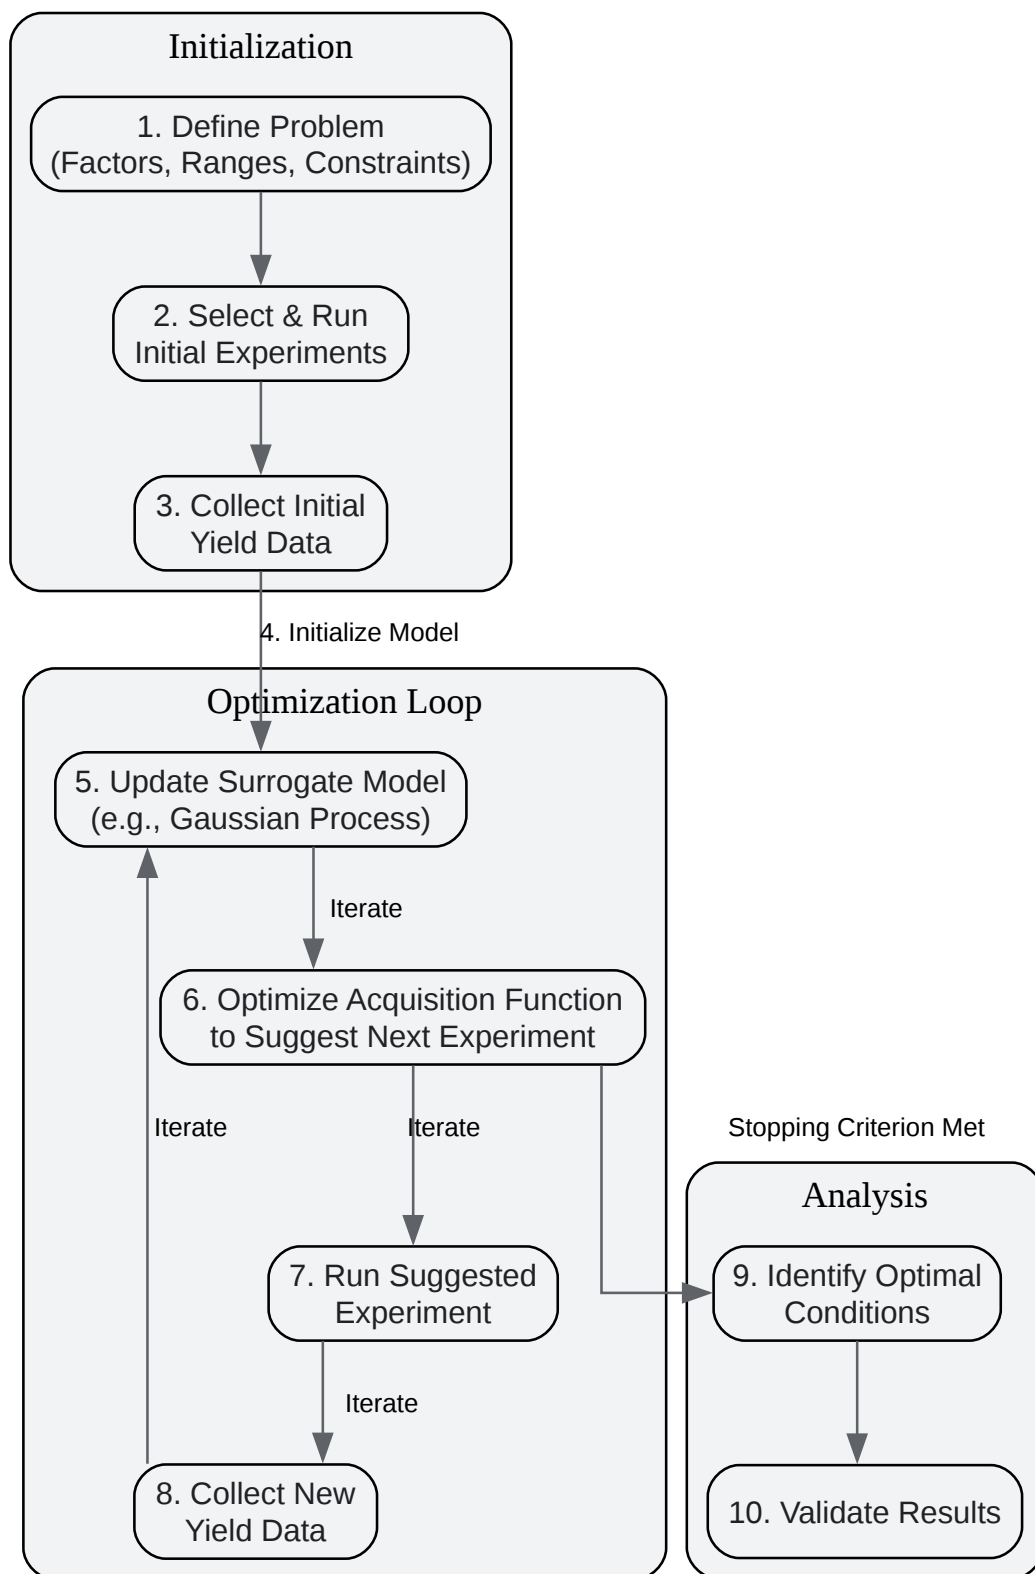 Initialization
1. Define Problem
(Factors, Ranges, Constraints)
2. Select & Run
Initial Experiments
3. Collect Initial
Yield Data
4. Initialize Model
Optimization Loop
5. Update Surrogate Model
(e.g., Gaussian Process)
Iterate
6. Optimize Acquisition Function
to Suggest Next Experiment
Iterate
Iterate
Stopping Criterion Met
7. Run Suggested
Experiment
Iterate
8. Collect New
Yield Data
Analysis
9. Identify Optimal
Conditions
10. Validate Results